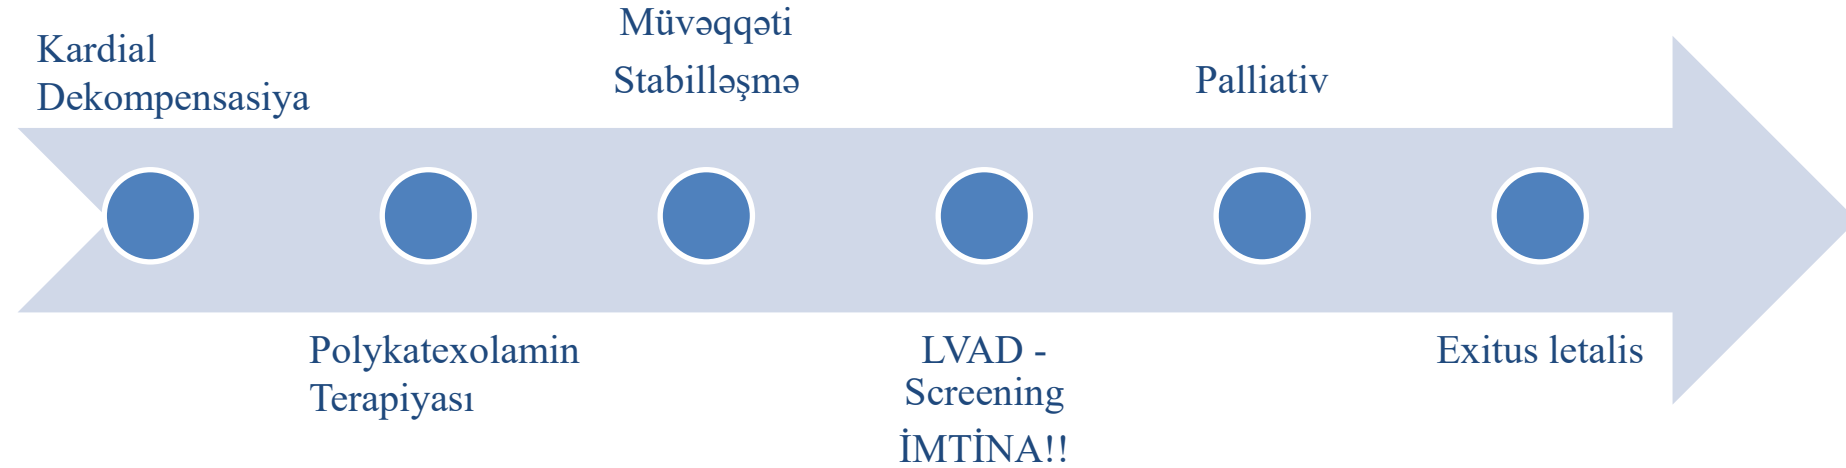 Kardial
Dekompensasiya
Polykatexolamin
Terapiyası
Müvəqqəti
Stabilləşmə
LVAD -
Screening
İMTİNA!!
Palliativ
Exitus letalis